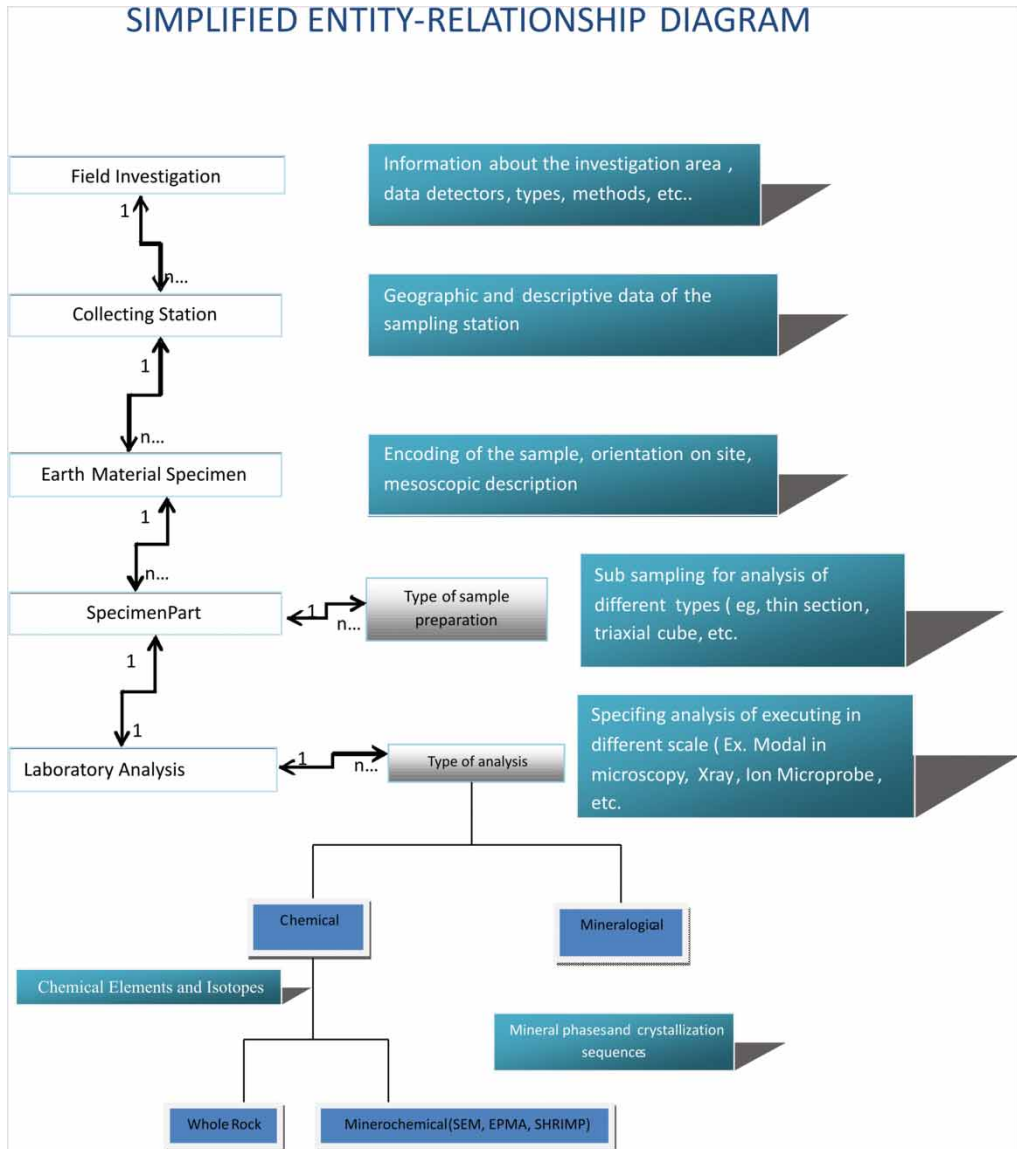 SIMPLIFIED ENTITY-RELATIONSHIP DIAGRAM
Field Investigation
Information about the investigation area ,
data detectors, types, methods, etc..
1
n...
Collecting Station
Geographic and descriptive data of the
sampling station
1
n...
Earth Material Specimen
Encoding of the sample, orientation on site,
mesoscopic description
1
n...
SpecimenPart
1
n...
Type of sample
preparation
Sub sampling for analysis of
different types ( eg, thin section,
triaxial cube, etc.
1
1
Laboratory Analysis
1
n...
Type of analysis
Specifing analysis of executing in
different scale ( Ex. Modal in
microscopy, Xray, Ion Microprobe,
etc.
Chemical
Mineralogical
Chemical Elements and Isotopes
Mineral phasesand crystallization
sequences
Whole Rock
Minerochemical(SEM, EPMA, SHRIMP)